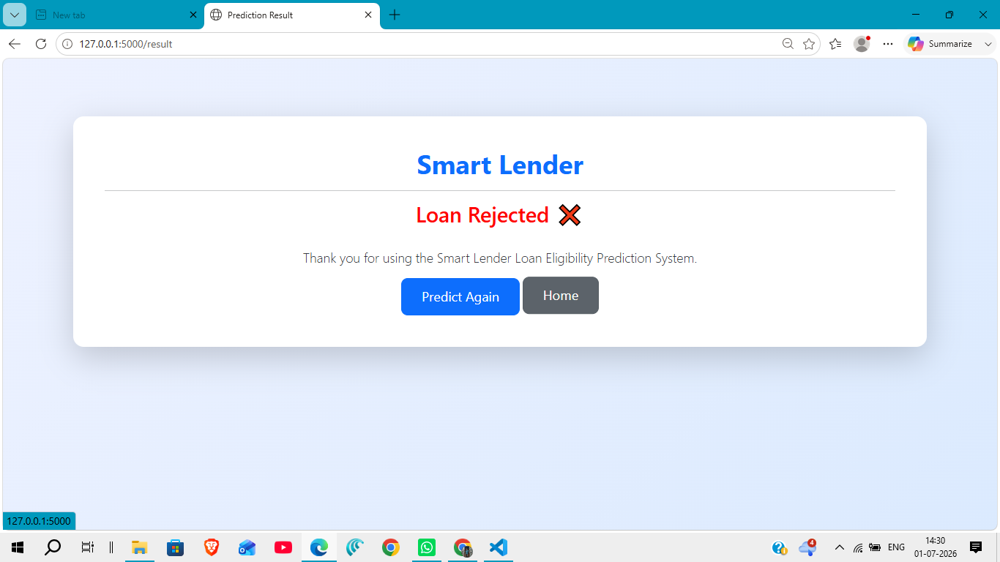 New tab
Prediction Result
127.0.0.1:5000/result
Summarize
Smart Lender
Loan Rejected ❌
Thank you for using the Smart Lender Loan Eligibility Prediction System.
Predict Again
Home
127.0.0.1:5000
4
ENG
14:30
01-07-2026